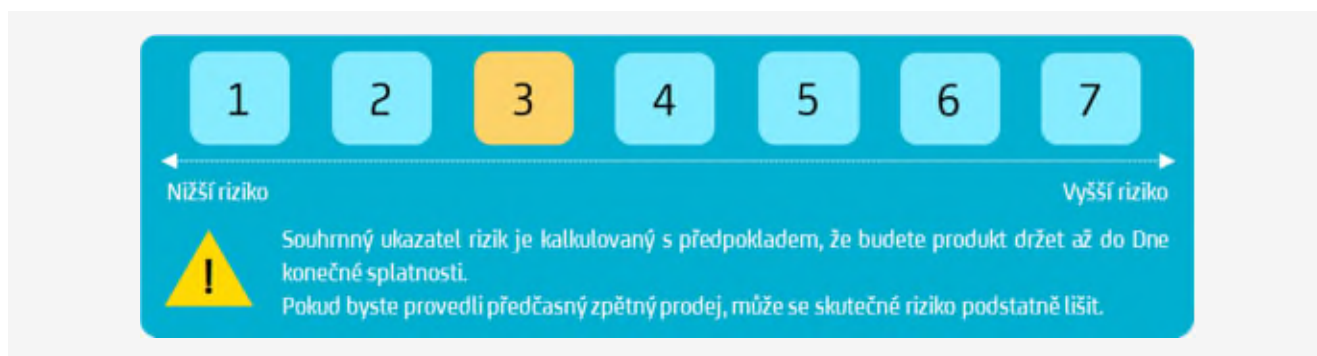 1 2 3 4 5 6 7
Nižší riziko Vyšší riziko
Souhrnný ukazatel rizik je kalkulovaný s předpokladem, že budete produkt držet až do Dne
konečné splatnosti.
Pokud byste provedli předčasný zpětný prodej, může se skutečné riziko podstatně lišit.